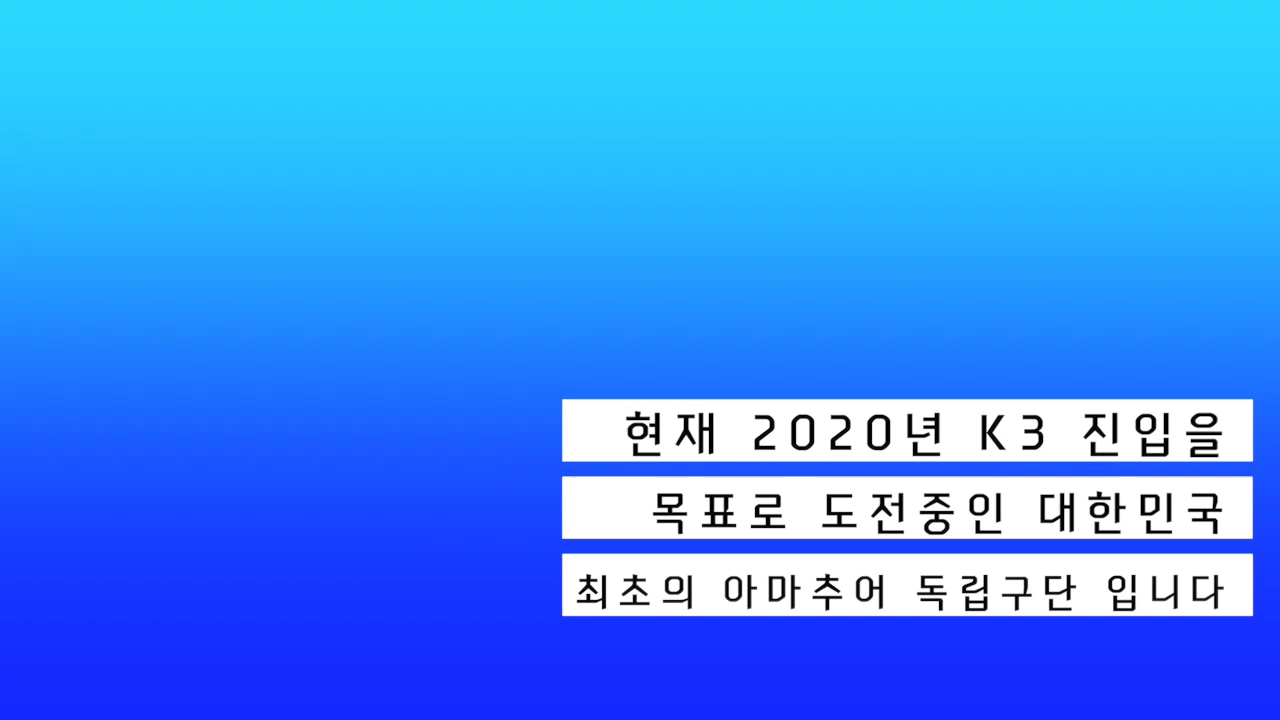 현재 2020년 K3 진입을
목표로 도전중인 대한민국
최초의 아마추어 독립구단 입니다